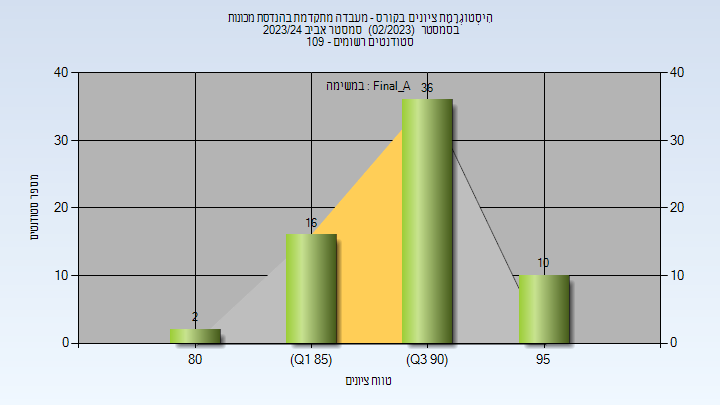 הִיסטוגרָמַת ציונים בקורס - מעבדה מתקדמת בהנדסת מכונות
בסמסטר (02/2023) סמסטר אביב 2023/24
סטודנטים רשומים - 109
במשימה : Final_A
40 40
36
30 30
מספר סטודנטים
20 20
16
10 10
10
2
0 0
80 (Q1 85) (Q3 90) 95
טווח ציונים